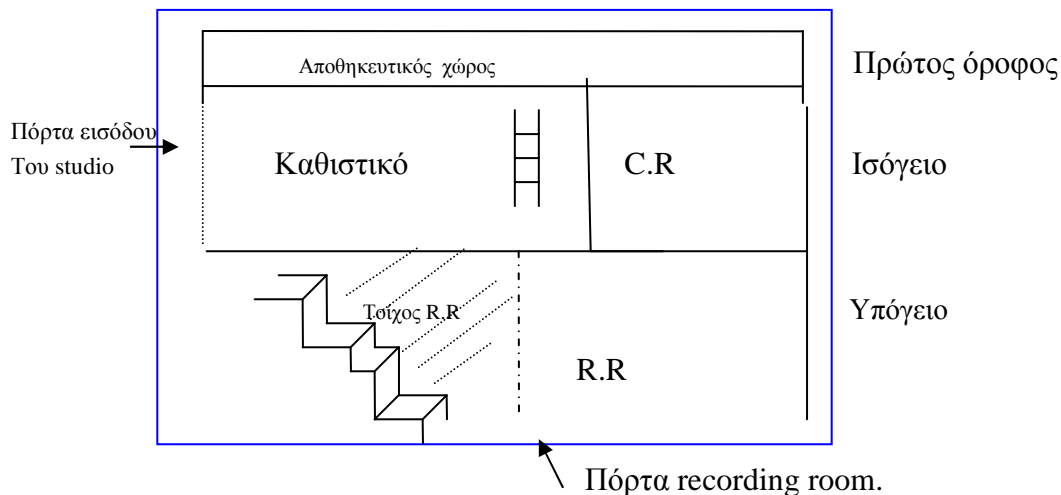 Αποθηκευτικός χώρος
Πρώτος όροφος
Πόρτα εισόδου
Του studio
Καθιστικό
C.R
Ισόγειο
Τοίχος R.R
Υπόγειο
R.R
Πόρτα recording room.